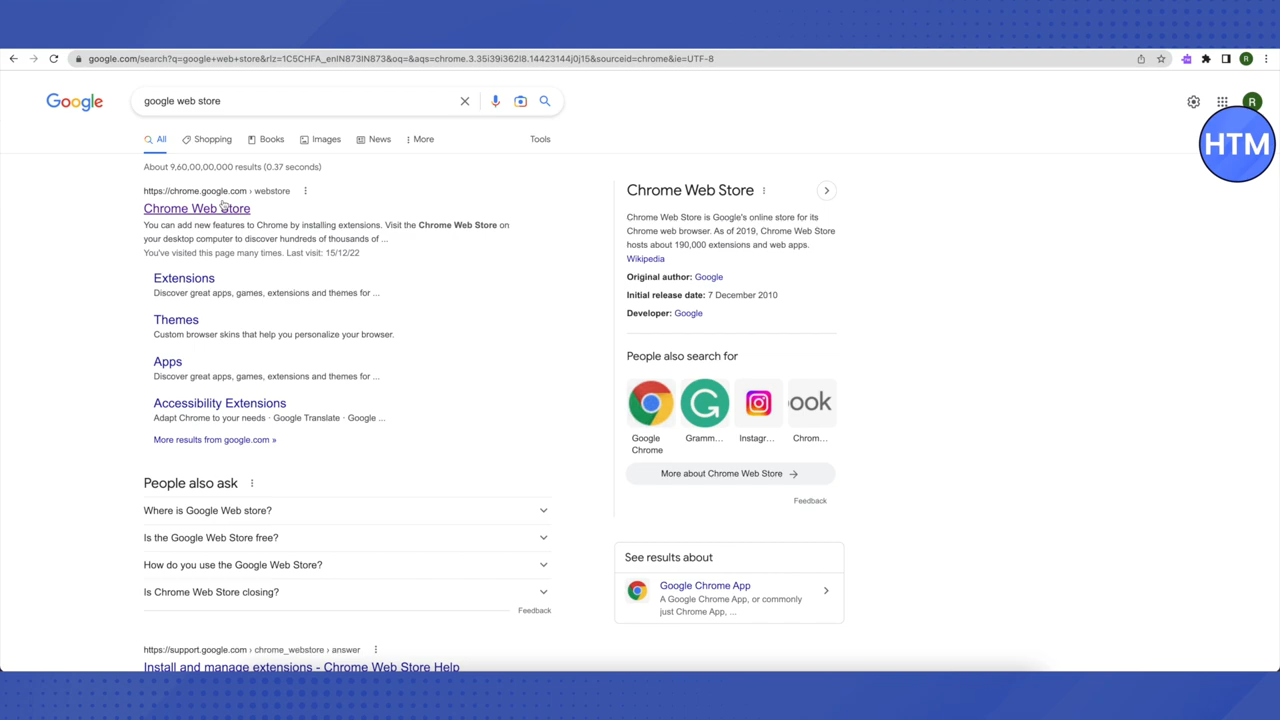 google.com/search?q=google+web+store&rlz=1C5CHFA_enIN873IN873&oq=&aqs=chrome.3.35i39i362l8.14423144j0j15&sourceid=chrome&ie=UTF-8
R
Google
google web store
R
HTM
All
Shopping
Books
Images
News
More
Tools
About 9,60,00,00,000 results (0.37 seconds)
https://chrome.google.com › webstore
Chrome Web Store
You can add new features to Chrome by installing extensions. Visit the Chrome Web Store on
your desktop computer to discover hundreds of thousands of ...
You've visited this page many times. Last visit: 15/12/22
Extensions
Discover great apps, games, extensions and themes for ...
Themes
Custom browser skins that help you personalize your browser.
Apps
Discover great apps, games, extensions and themes for ...
Accessibility Extensions
Adapt Chrome to your needs · Google Translate · Google ...
More results from google.com »
People also ask
Where is Google Web store?
Is the Google Web Store free?
How do you use the Google Web Store?
Is Chrome Web Store closing?
Feedback
https://support.google.com › chrome_webstore › answer
Install and manage extensions - Chrome Web Store Help
Chrome Web Store
Chrome Web Store is Google's online store for its
Chrome web browser. As of 2019, Chrome Web Store
hosts about 190,000 extensions and web apps.
Wikipedia
Original author: Google
Initial release date: 7 December 2010
Developer: Google
People also search for
ook
Google
Chrome
Gramm...
Instagr...
Chrom...
More about Chrome Web Store
Feedback
See results about
Google Chrome App
A Google Chrome App, or commonly
just Chrome App, ...